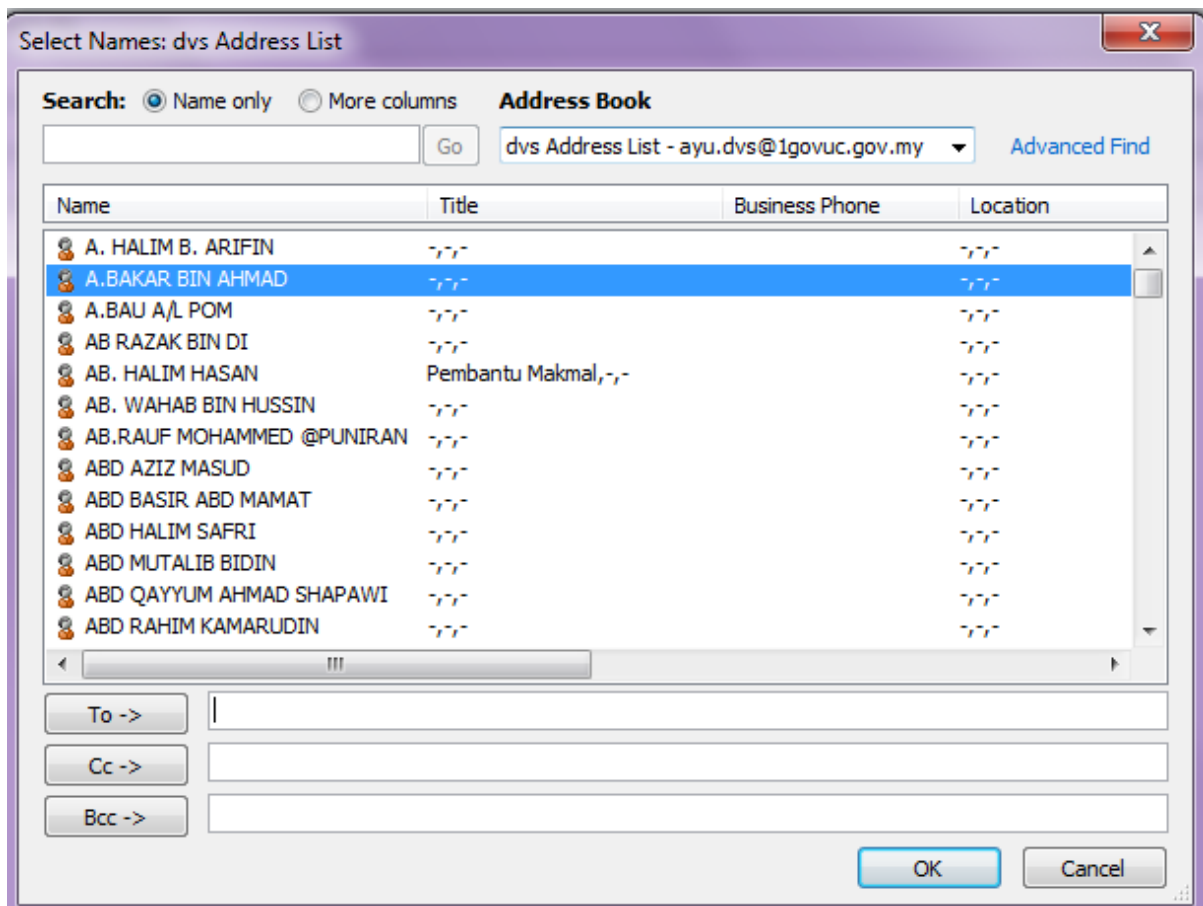 Select Names: dvs Address List
Search: Name only More columns Address Book
Go dvs Address List - ayu.dvs@1govuc.gov.my Advanced Find
Name Title Business Phone Location
A. HALIM B. ARIFIN -,-,- -,-,-
A.BAKAR BIN AHMAD -,-,- -,-,-
A.BAU A/L POM -,-,- -,-,-
AB RAZAK BIN DI -,-,- -,-,-
AB. HALIM HASAN Pembantu Makmal,-,- -,-,-
AB. WAHAB BIN HUSSIN -,-,- -,-,-
AB.RAUF MOHAMMED @PUNIRAN -,-,- -,-,-
ABD AZIZ MASUD -,-,- -,-,-
ABD BASIR ABD MAMAT -,-,- -,-,-
ABD HALIM SAFRI -,-,- -,-,-
ABD MUTALIB BIDIN -,-,- -,-,-
ABD QAYYUM AHMAD SHAPAWI -,-,- -,-,-
ABD RAHIM KAMARUDIN -,-,- -,-,-
To ->
Cc ->
Bcc ->
OK Cancel